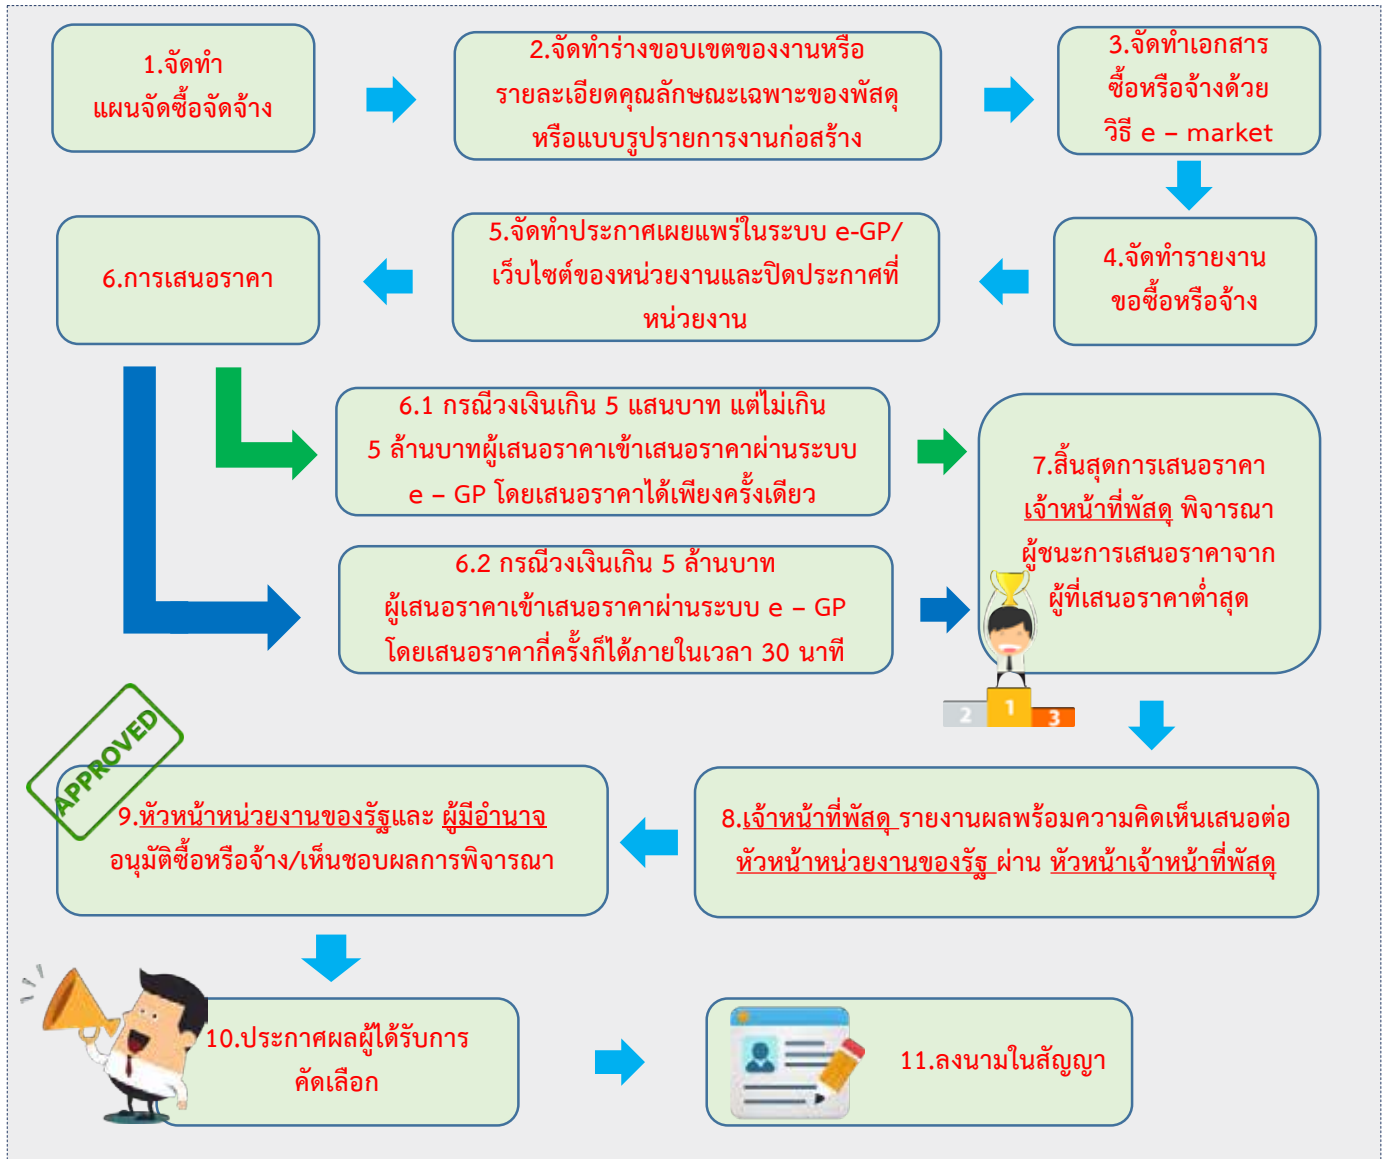 1.จัดทำ
แผนจัดซื้อจัดจ้าง
2.จัดทำร่างขอบเขตของงานหรือ
รายละเอียดคุณลักษณะเฉพาะของพัสดุ
หรือแบบรูปรายการงานก่อสร้าง
3.จัดทำเอกสาร
ซื้อหรือจ้างด้วย
วิธี e – market
4.จัดทำรายงาน
ขอซื้อหรือจ้าง
5.จัดทำประกาศเผยแพร่ในระบบ e-GP/
เว็บไซต์ของหน่วยงานและปิดประกาศที่
หน่วยงาน
6.การเสนอราคา
6.1 กรณีวงเงินเกิน 5 แสนบาท แต่ไม่เกิน
5 ล้านบาทผู้เสนอราคาเข้าเสนอราคาผ่านระบบ
e – GP โดยเสนอราคาได้เพียงครั้งเดียว
6.2 กรณีวงเงินเกิน 5 ล้านบาท
ผู้เสนอราคาเข้าเสนอราคาผ่านระบบ e – GP
โดยเสนอราคากี่ครั้งก็ได้ภายในเวลา 30 นาที
7.สิ้นสุดการเสนอราคา
เจ้าหน้าที่พัสดุ พิจารณา
ผู้ชนะการเสนอราคาจาก
ผู้ที่เสนอราคาต่ำสุด
2 1 3
8.เจ้าหน้าที่พัสดุ รายงานผลพร้อมความคิดเห็นเสนอต่อ
หัวหน้าหน่วยงานของรัฐ ผ่าน หัวหน้าเจ้าหน้าที่พัสดุ
APPROVED
9.หัวหน้าหน่วยงานของรัฐและ ผู้มีอำนาจ
อนุมัติซื้อหรือจ้าง/เห็นชอบผลการพิจารณา
10.ประกาศผลผู้ได้รับการ
คัดเลือก
11.ลงนามในสัญญา